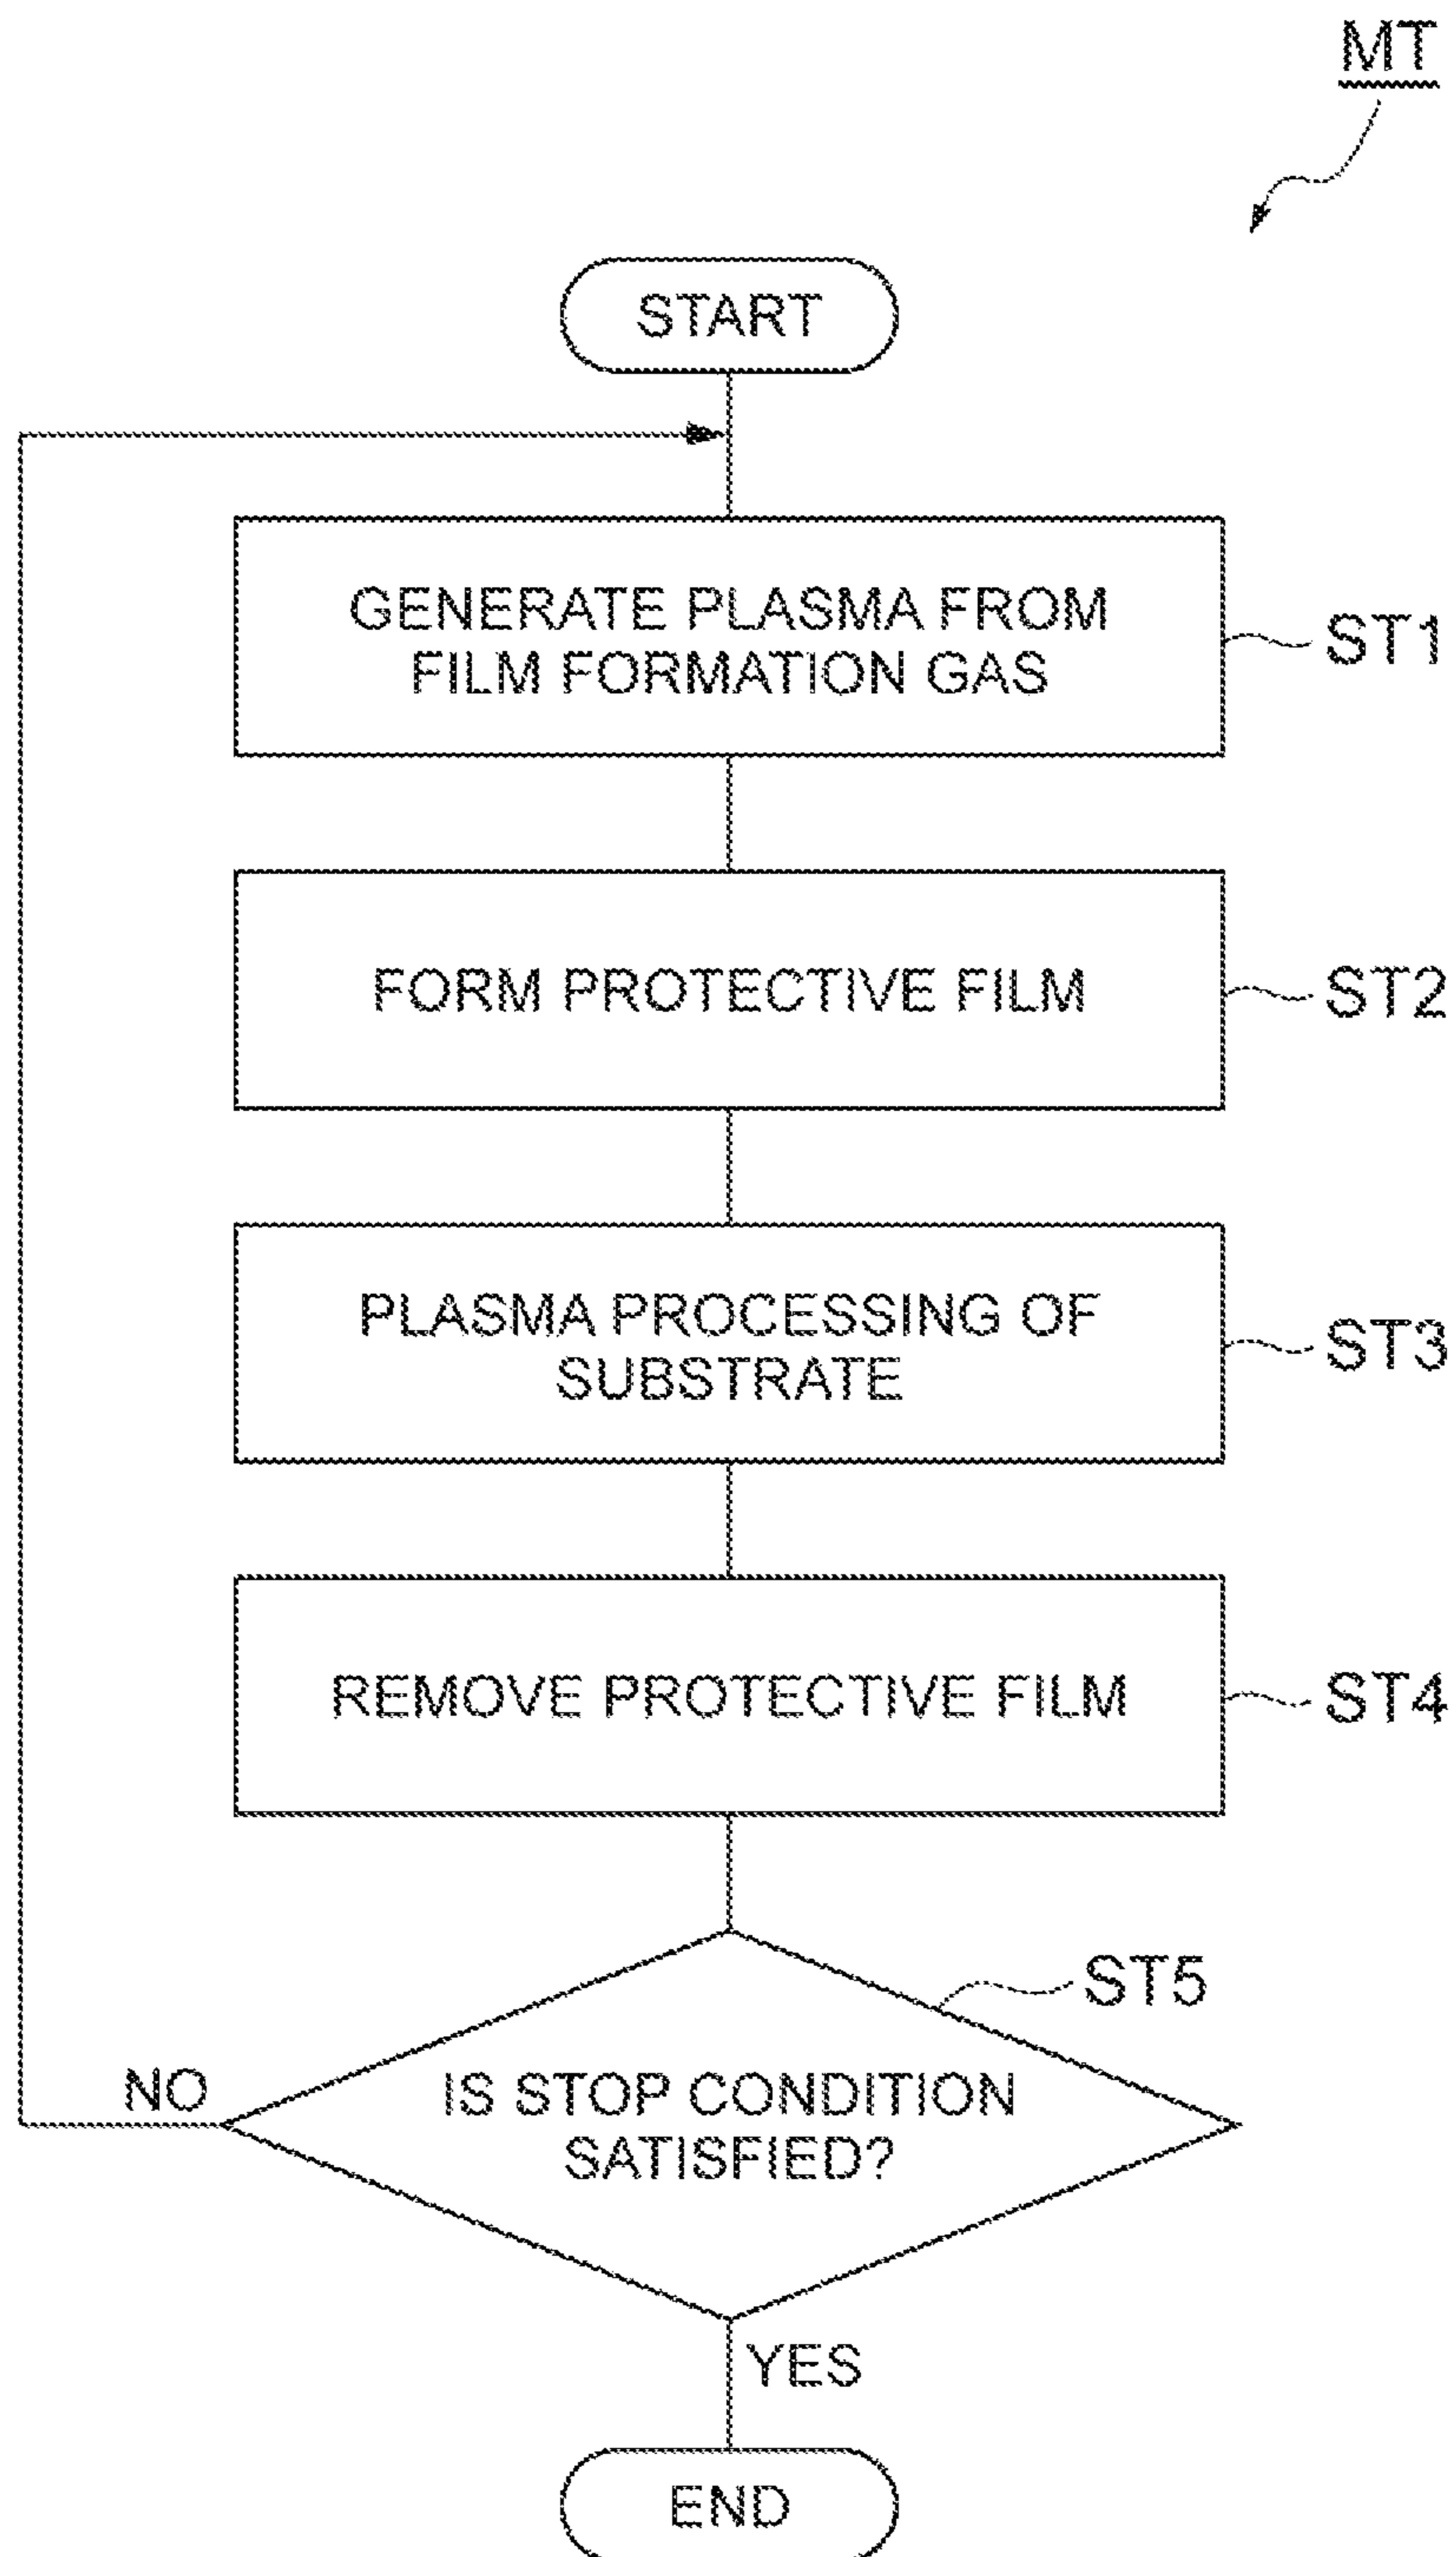 MT
START
GENERATE PLASMA FROM
FILM FORMATION GAS
ST1
FORM PROTECTIVE FILM
ST2
PLASMA PROCESSING OF
SUBSTRATE
ST3
REMOVE PROTECTIVE FILM
ST4
ST5
IS STOP CONDITION
SATISFIED?
NO
YES
END